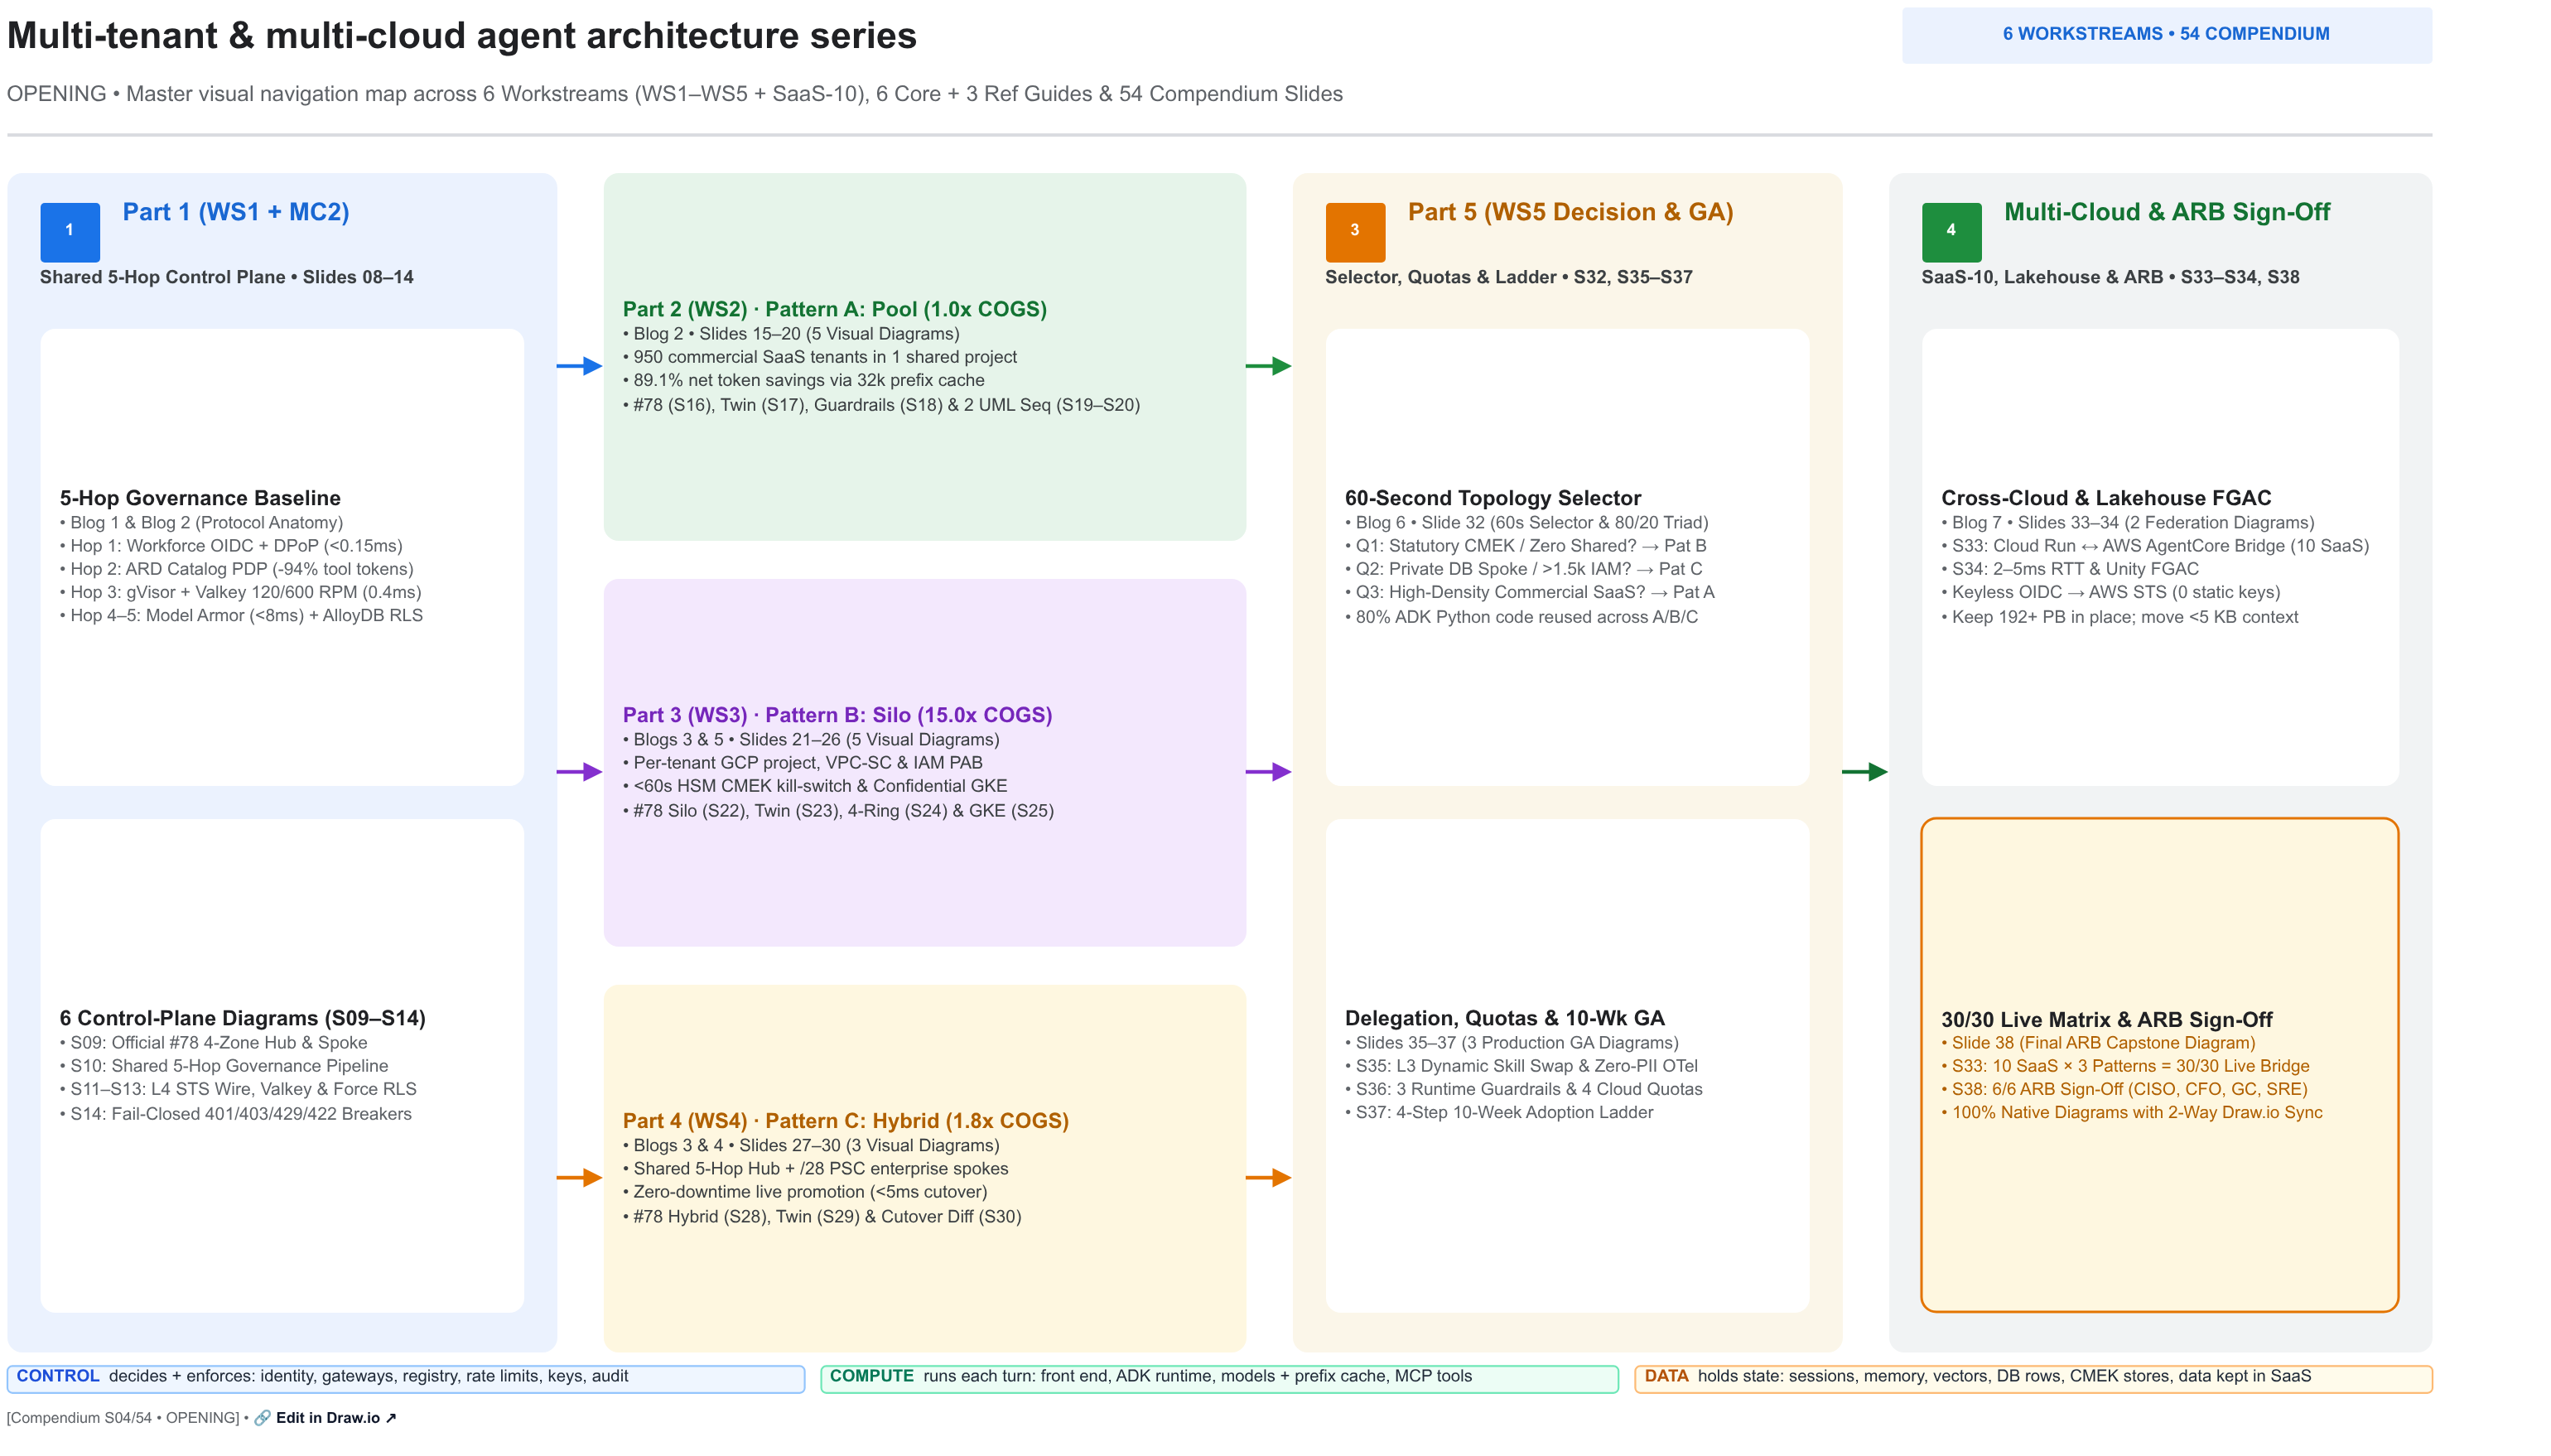 Multi-tenant & multi-cloud agent architecture series
6 WORKSTREAMS • 54 COMPENDIUM
OPENING • Master visual navigation map across 6 Workstreams (WS1–WS5 + SaaS-10), 6 Core + 3 Ref Guides & 54 Compendium Slides
1
Part 1 (WS1 + MC2)
Shared 5-Hop Control Plane • Slides 08–14
5-Hop Governance Baseline
• Blog 1 & Blog 2 (Protocol Anatomy)
• Hop 1: Workforce OIDC + DPoP (<0.15ms)
• Hop 2: ARD Catalog PDP (-94% tool tokens)
• Hop 3: gVisor + Valkey 120/600 RPM (0.4ms)
• Hop 4–5: Model Armor (<8ms) + AlloyDB RLS
6 Control-Plane Diagrams (S09–S14)
• S09: Official #78 4-Zone Hub & Spoke
• S10: Shared 5-Hop Governance Pipeline
• S11–S13: L4 STS Wire, Valkey & Force RLS
• S14: Fail-Closed 401/403/429/422 Breakers
Part 2 (WS2) · Pattern A: Pool (1.0x COGS)
• Blog 2 • Slides 15–20 (5 Visual Diagrams)
• 950 commercial SaaS tenants in 1 shared project
• 89.1% net token savings via 32k prefix cache
• #78 (S16), Twin (S17), Guardrails (S18) & 2 UML Seq (S19–S20)
Part 3 (WS3) · Pattern B: Silo (15.0x COGS)
• Blogs 3 & 5 • Slides 21–26 (5 Visual Diagrams)
• Per-tenant GCP project, VPC-SC & IAM PAB
• <60s HSM CMEK kill-switch & Confidential GKE
• #78 Silo (S22), Twin (S23), 4-Ring (S24) & GKE (S25)
Part 4 (WS4) · Pattern C: Hybrid (1.8x COGS)
• Blogs 3 & 4 • Slides 27–30 (3 Visual Diagrams)
• Shared 5-Hop Hub + /28 PSC enterprise spokes
• Zero-downtime live promotion (<5ms cutover)
• #78 Hybrid (S28), Twin (S29) & Cutover Diff (S30)
3
Part 5 (WS5 Decision & GA)
Selector, Quotas & Ladder • S32, S35–S37
60-Second Topology Selector
• Blog 6 • Slide 32 (60s Selector & 80/20 Triad)
• Q1: Statutory CMEK / Zero Shared? → Pat B
• Q2: Private DB Spoke / >1.5k IAM? → Pat C
• Q3: High-Density Commercial SaaS? → Pat A
• 80% ADK Python code reused across A/B/C
Delegation, Quotas & 10-Wk GA
• Slides 35–37 (3 Production GA Diagrams)
• S35: L3 Dynamic Skill Swap & Zero-PII OTel
• S36: 3 Runtime Guardrails & 4 Cloud Quotas
• S37: 4-Step 10-Week Adoption Ladder
4
Multi-Cloud & ARB Sign-Off
SaaS-10, Lakehouse & ARB • S33–S34, S38
Cross-Cloud & Lakehouse FGAC
• Blog 7 • Slides 33–34 (2 Federation Diagrams)
• S33: Cloud Run ↔ AWS AgentCore Bridge (10 SaaS)
• S34: 2–5ms RTT & Unity FGAC
• Keyless OIDC → AWS STS (0 static keys)
• Keep 192+ PB in place; move <5 KB context
30/30 Live Matrix & ARB Sign-Off
• Slide 38 (Final ARB Capstone Diagram)
• S33: 10 SaaS × 3 Patterns = 30/30 Live Bridge
• S38: 6/6 ARB Sign-Off (CISO, CFO, GC, SRE)
• 100% Native Diagrams with 2-Way Draw.io Sync
CONTROL decides + enforces: identity, gateways, registry, rate limits, keys, audit
COMPUTE runs each turn: front end, ADK runtime, models + prefix cache, MCP tools
DATA holds state: sessions, memory, vectors, DB rows, CMEK stores, data kept in SaaS
[Compendium S04/54 • OPENING] • 🔗 Edit in Draw.io ↗